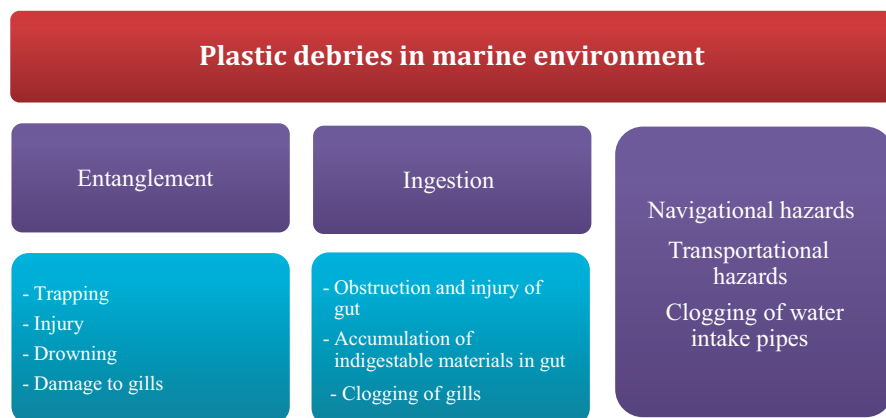 Plastic debries in marine environment
Entanglement
- Trapping
- Injury
- Drowning
- Damage to gills
Ingestion
- Obstruction and injury of
gut
- Accumulation of
indigestable materials in gut
- Clogging of gills
Navigational hazards
Transportational
hazards
Clogging of water
intake pipes